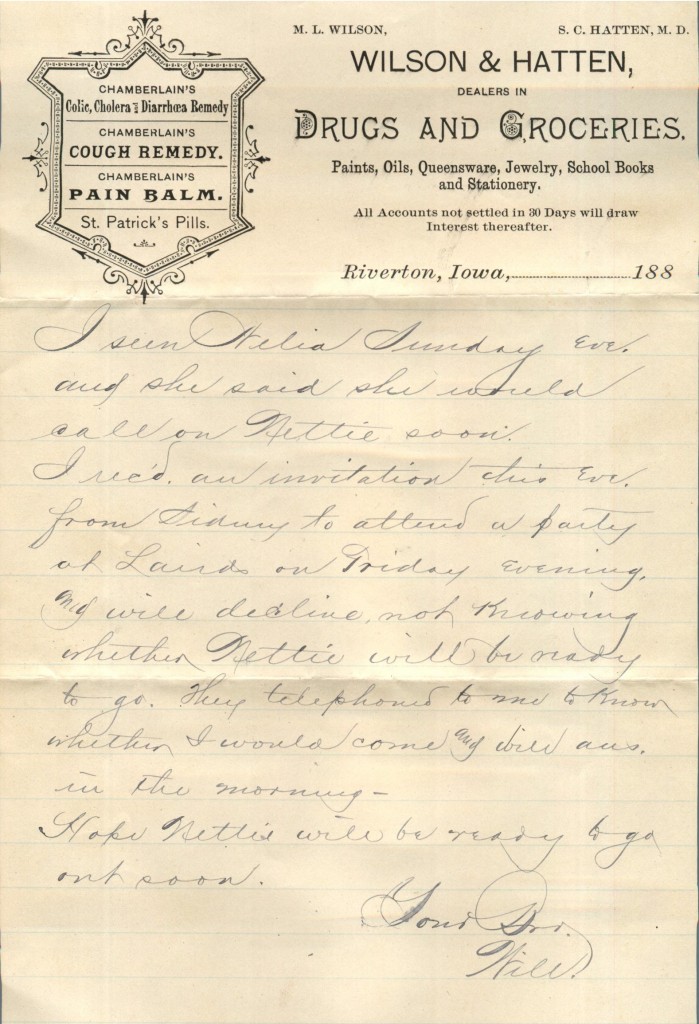 M. L. WILSON, S. C. HATTEN, M. D.
WILSON & HATTEN,
DEALERS IN
DRUGS AND GROCERIES.
Paints, Oils, Queensware, Jewelry, School Books
and Stationery.
All Accounts not settled in 30 Days will draw
Interest thereafter.
Riverton, Iowa,..............................188
CHAMBERLAIN'S
Colic, Cholera and Diarrhœa Remedy
CHAMBERLAIN'S
COUGH REMEDY.
CHAMBERLAIN'S
PAIN BALM.
St. Patrick's Pills.
I seen Nelia Sunday Eve.
and she said she would
call on Nettie soon.
I rec'd. an invitation this Eve.
from Sidney to attend a party
at Lairds on Friday Evening,
and will decline, not Knowing
whether Nettie will be ready
to go. They telephoned to me to Know
whether I would come and will ans.
in the morning-
Hope Nettie will be ready to go
out soon.
Your Bro.
Will.